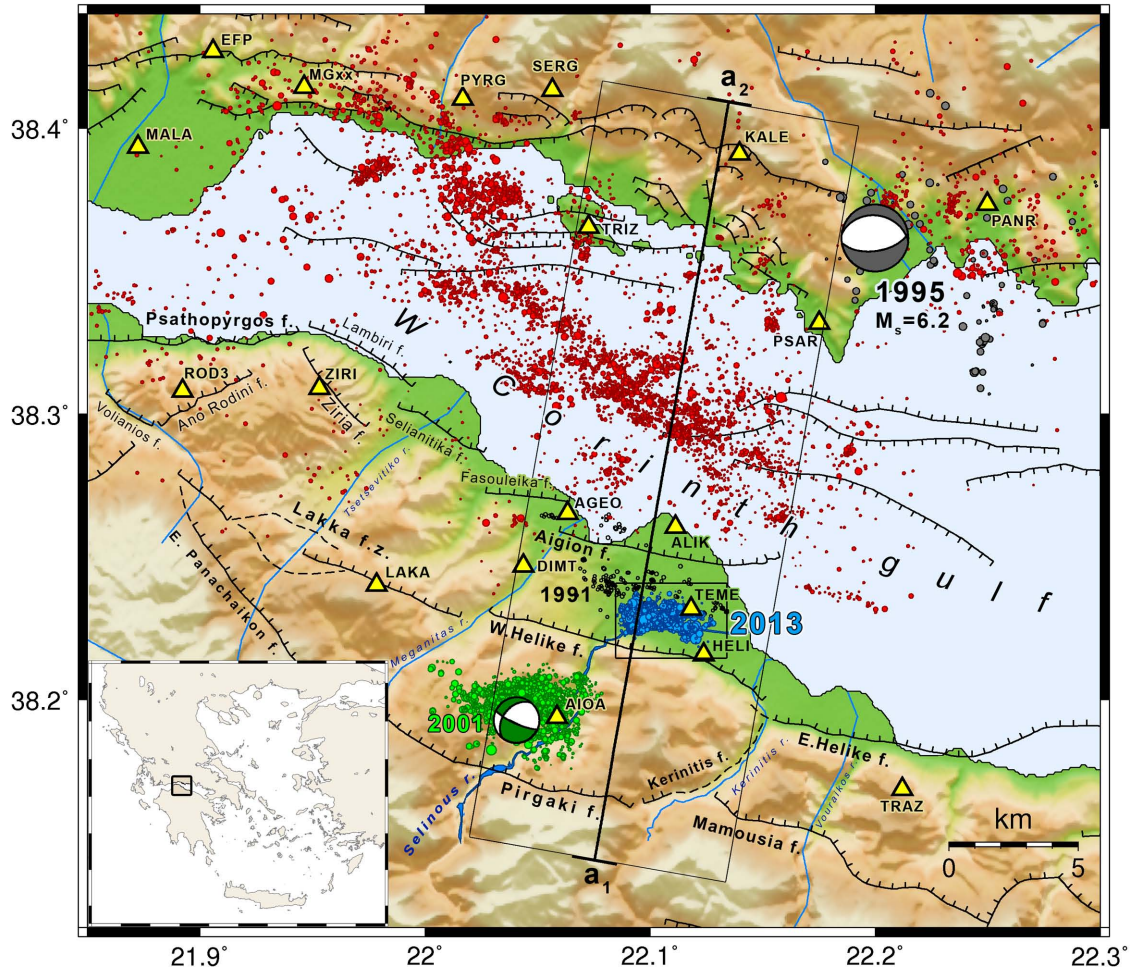 EFP
MGxx
PYRG
SERG
a₂
38.4˚
MALA
KALE
TRIZ
PANR
1995
Mₛ=6.2
PSAR
Psathopyrgos f.
Lambiri f.
W Corinth gulf
ROD3
ZIRI
Ano Rodini f.
Ziria f.
Volianios f.
38.3˚
Selianitika f.
Tsetsevitiko r.
Fasouleika f.
AGEO
ALIK
Aigion f.
Lakka f.z.
E. Panachaikon f.
DIMT
LAKA
1991
TEME
2013
HELI
W.Helike f.
Meganitas r.
38.2˚
2001
AIOA
E.Helike f.
Kerinitis f.
Kerinitis r.
Vouraikos r.
Pirgaki f.
Selinous r.
TRAZ
Mamousia f.
km
0 5
a₁
21.9˚ 22˚ 22.1˚ 22.2˚ 22.3˚